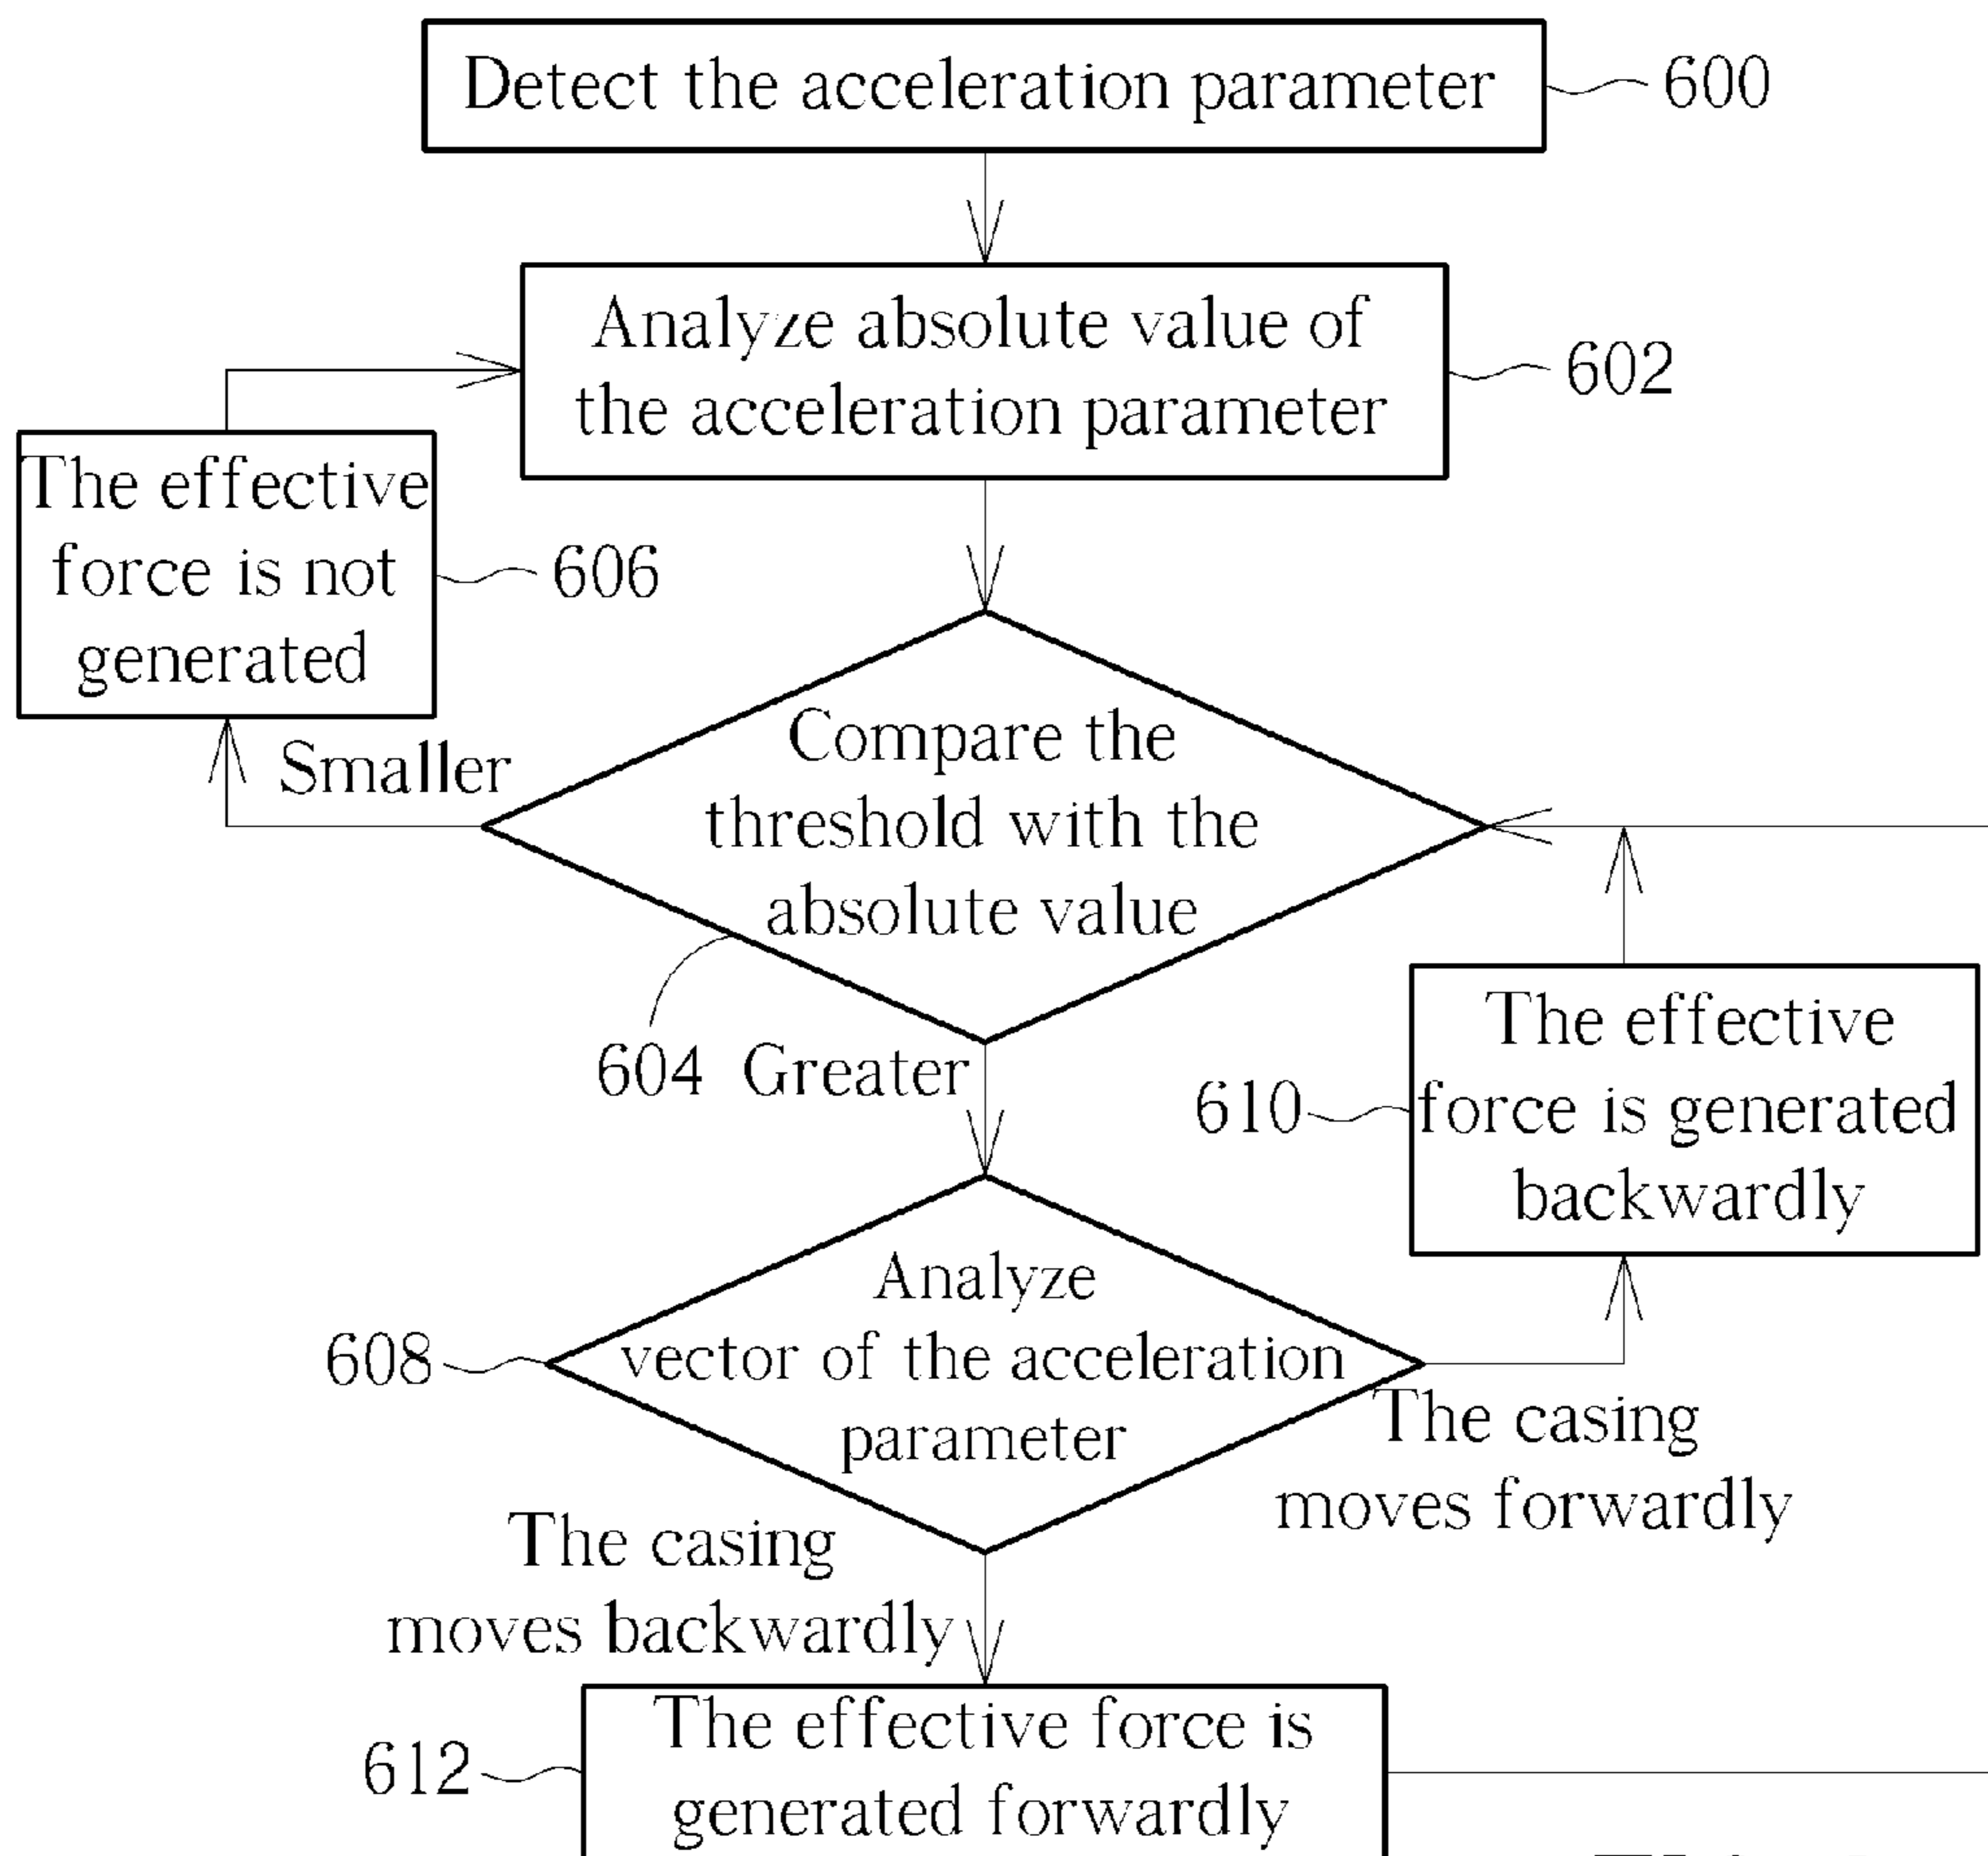 Detect the acceleration parameter
600
Analyze absolute value of
the acceleration parameter
602
The effective
force is not
generated
606
Smaller
Compare the
threshold with the
absolute value
604
Greater
The effective
force is generated
backwardly
610
Analyze
vector of the acceleration
parameter
608
The casing
moves forwardly
The casing
moves backwardly
The effective force is
generated forwardly
612